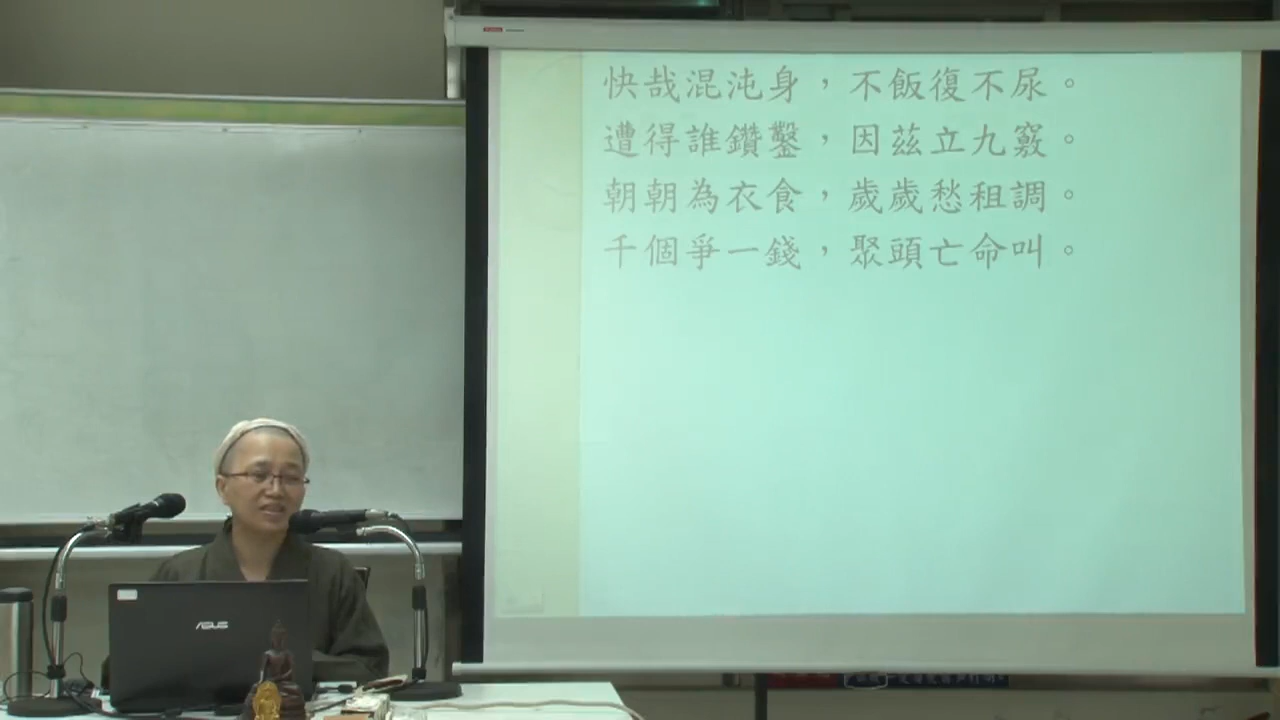 快哉混沌身，不飯復不尿。
遭得誰鑽鑿，因茲立九竅。
朝朝為衣食，歲歲愁租調。
千個爭一錢，聚頭亡命叫。
ASUS